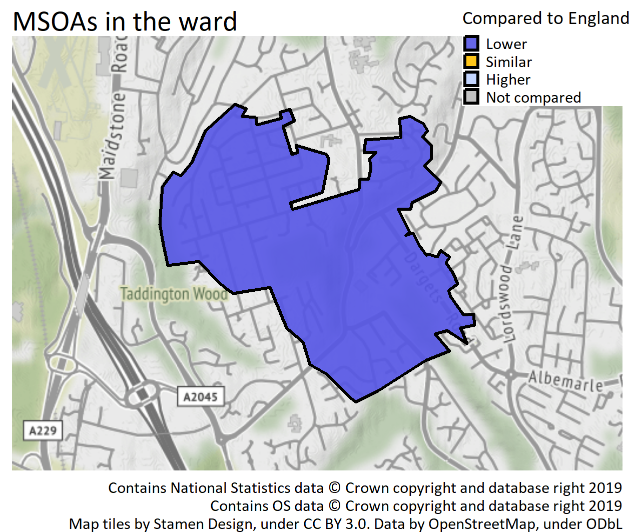 MSOAs in the ward
Compared to England
Lower
Similar
Higher
Not compared
Maidstone Road
Taddington Wood
Lordswood Lane
Albemarle
A2045
A229
Contains National Statistics data © Crown copyright and database right 2019
Contains OS data © Crown copyright and database right 2019
Map tiles by Stamen Design, under CC BY 3.0. Data by OpenStreetMap, under ODbL